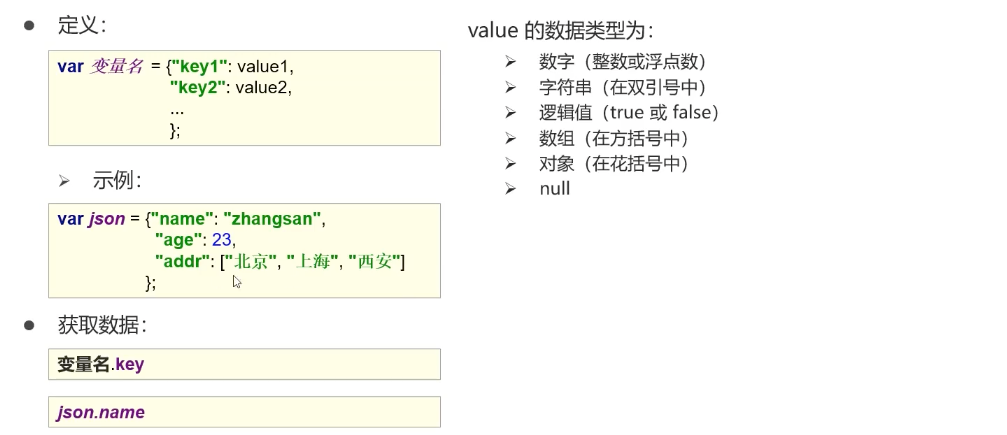 定义：
var 变量名 = {"key1": value1,
"key2": value2,
...
};
示例：
var json = {"name": "zhangsan",
"age": 23,
"addr": ["北京", "上海", "西安"]
};
获取数据：
变量名.key
json.name
value 的数据类型为：
数字（整数或浮点数）
字符串（在双引号中）
逻辑值（true 或 false）
数组（在方括号中）
对象（在花括号中）
null